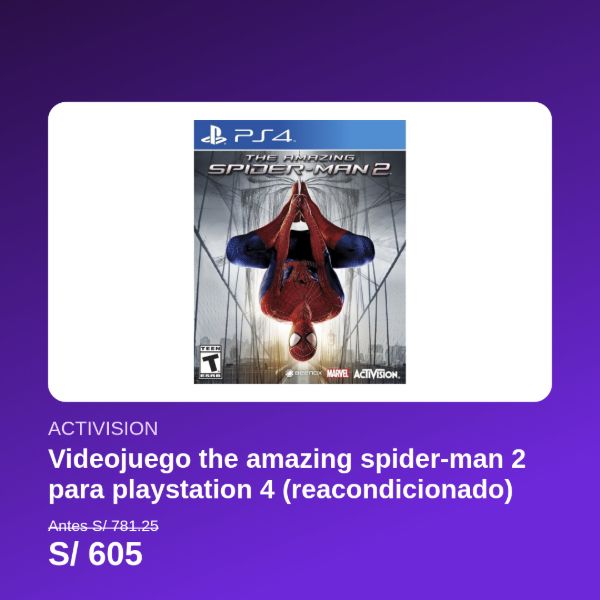 PS4
THE AMAZING
SPIDER-MAN 2
TEEN
T
ESRB
BEENOX MARVEL ACTIVISION
ACTIVISION
Videojuego the amazing spider-man 2
para playstation 4 (reacondicionado)
Antes S/ 781.25
S/ 605